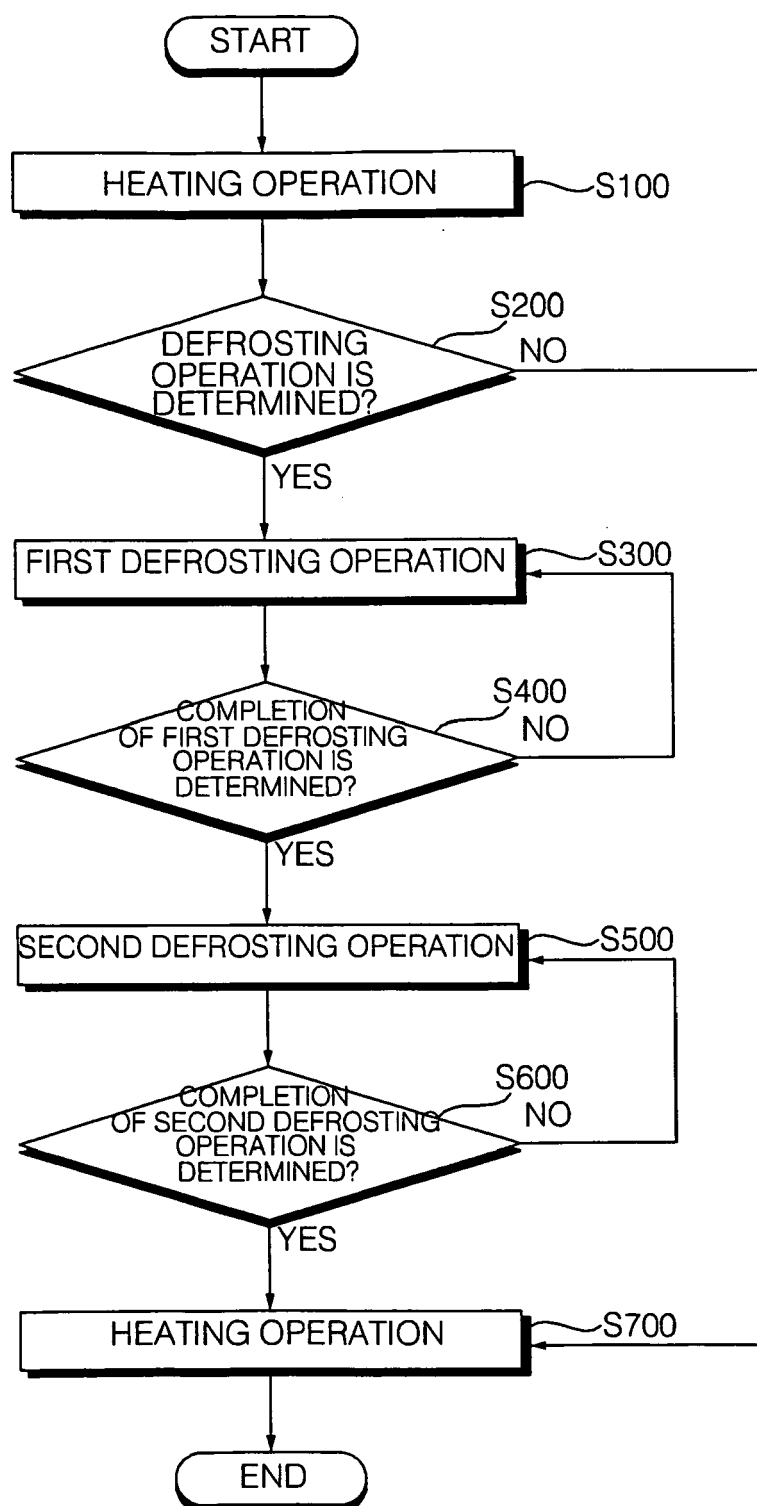 START
HEATING OPERATION
S100
S200
DEFROSTING
OPERATION IS
DETERMINED?
NO
YES
FIRST DEFROSTING OPERATION
S300
S400
COMPLETION
OF FIRST DEFROSTING
OPERATION IS
DETERMINED?
NO
YES
SECOND DEFROSTING OPERATION
S500
S600
COMPLETION
OF SECOND DEFROSTING
OPERATION IS
DETERMINED?
NO
YES
HEATING OPERATION
S700
END